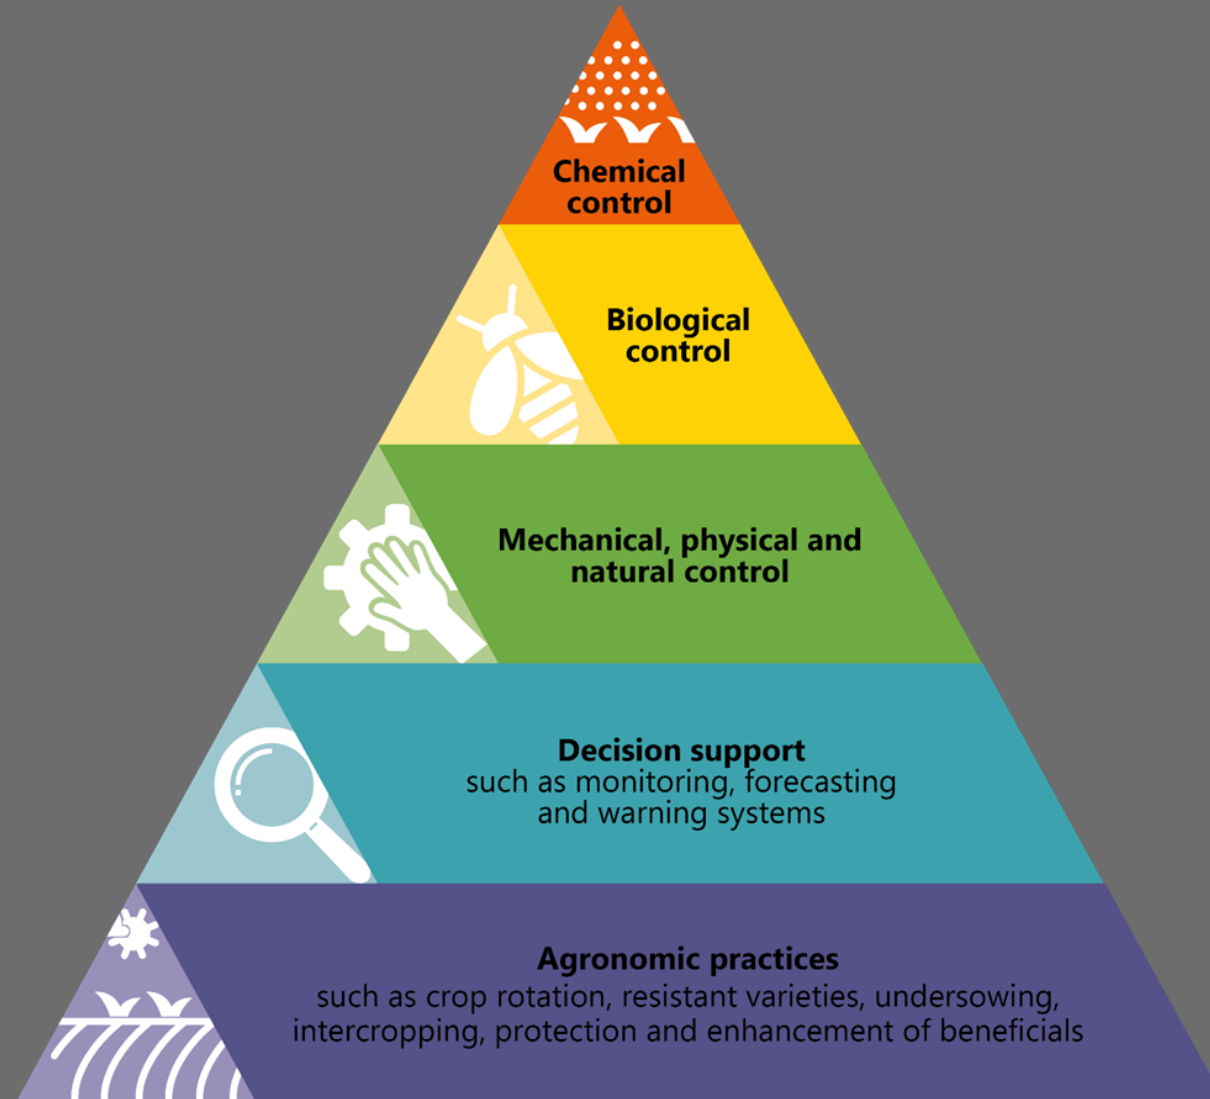 Chemical
control
Biological
control
Mechanical, physical and
natural control
Decision support
such as monitoring, forecasting
and warning systems
Agronomic practices
such as crop rotation, resistant varieties, undersowing,
intercropping, protection and enhancement of beneficials